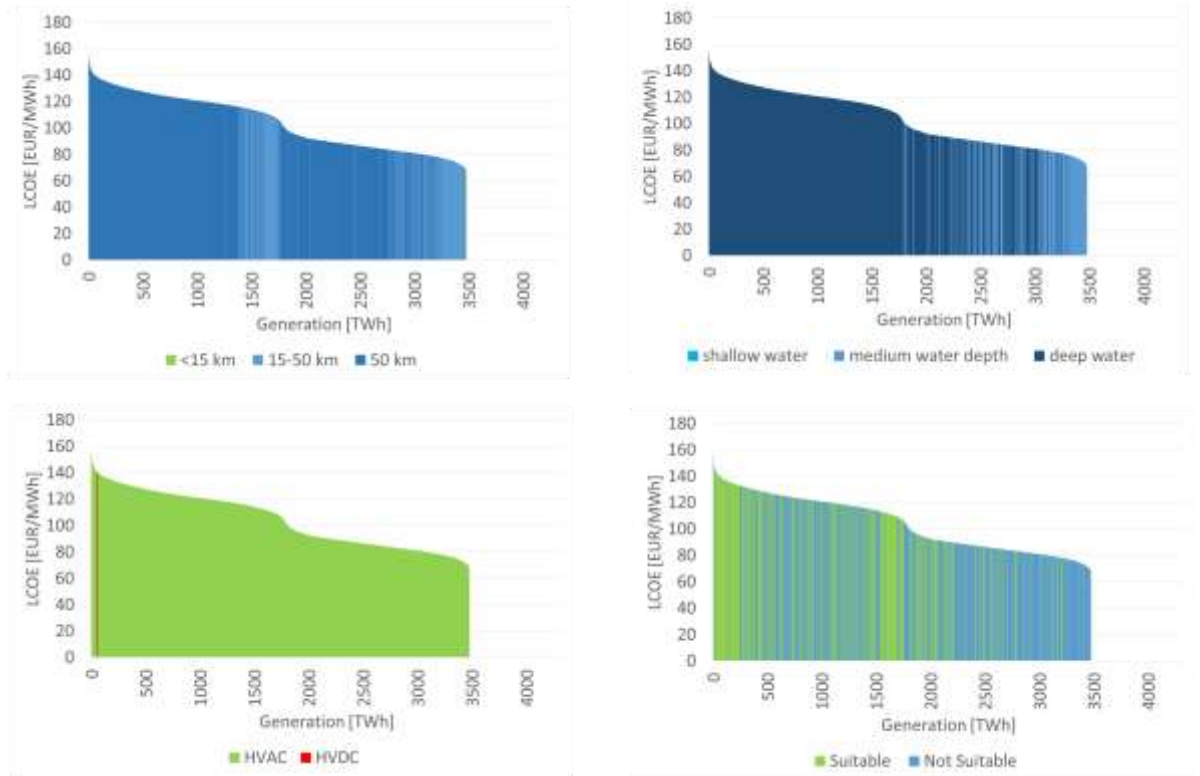 180
160
140
120
100
80
60
40
20
0
LCOE [EUR/MWh]
0 500 1000 1500 2000 2500 3000 3500 4000
Generation [TWh]
<15 km 15-50 km 50 km
180
160
140
120
100
80
60
40
20
0
LCOE [EUR/MWh]
0 500 1000 1500 2000 2500 3000 3500 4000
Generation [TWh]
shallow water medium water depth deep water
180
160
140
120
100
80
60
40
20
0
LCOE [EUR/MWh]
0 500 1000 1500 2000 2500 3000 3500 4000
Generation [TWh]
HVAC HVDC
180
160
140
120
100
80
60
40
20
0
LCOE [EUR/MWh]
0 500 1000 1500 2000 2500 3000 3500 4000
Generation [TWh]
Suitable Not Suitable